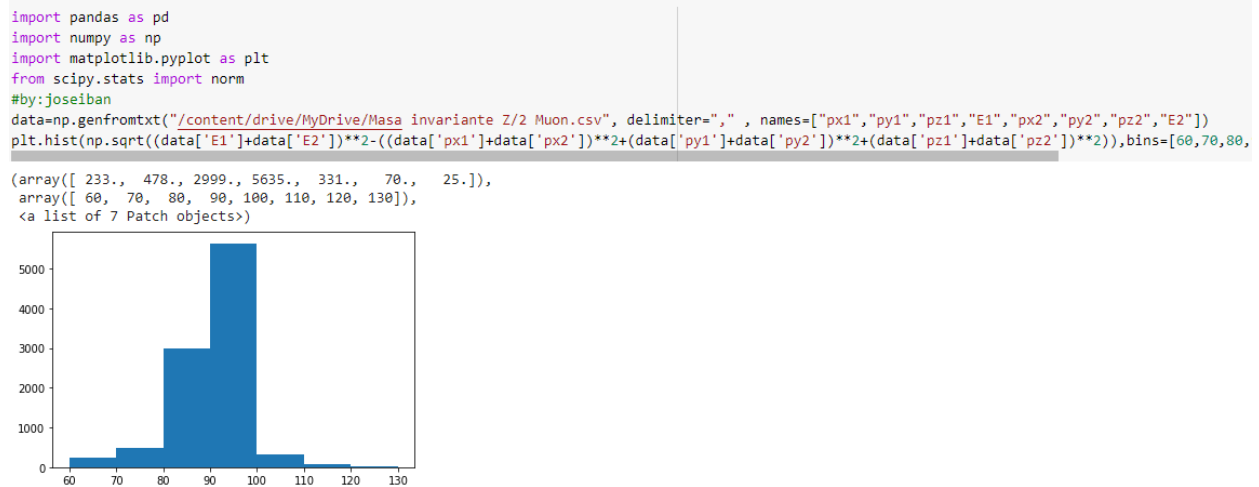 import pandas as pd
import numpy as np
import matplotlib.pyplot as plt
from scipy.stats import norm
#by:joseiban
data=np.genfromtxt("/content/drive/MyDrive/Masa invariante Z/2 Muon.csv", delimiter="," , names=["px1","py1","pz1","E1","px2","py2","pz2","E2"])
plt.hist(np.sqrt((data['E1']+data['E2'])**2-((data['px1']+data['px2'])**2+(data['py1']+data['py2'])**2+(data['pz1']+data['pz2'])**2)),bins=[60,70,80,
(array([ 233., 478., 2999., 5635., 331., 70., 25.]),
array([ 60, 70, 80, 90, 100, 110, 120, 130]),
<a list of 7 Patch objects>)
5000
4000
3000
2000
1000
0
60 70 80 90 100 110 120 130